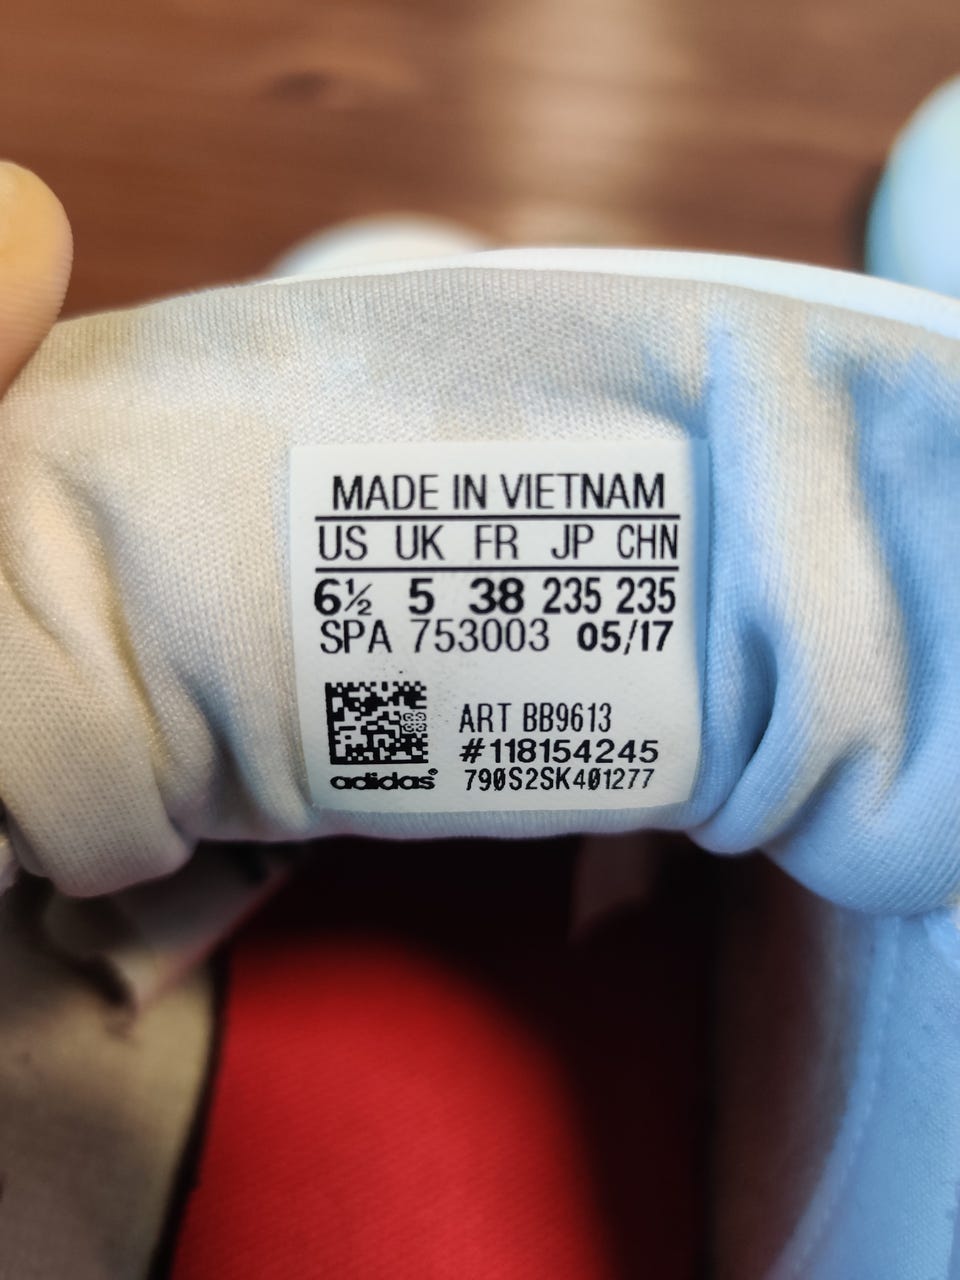 MADE IN VIETNAM
US UK FR JP CHN
6½ 5 38 235 235
SPA 753003 05/17
ART BB9613
#118154245
adidas® 790S2SK401277